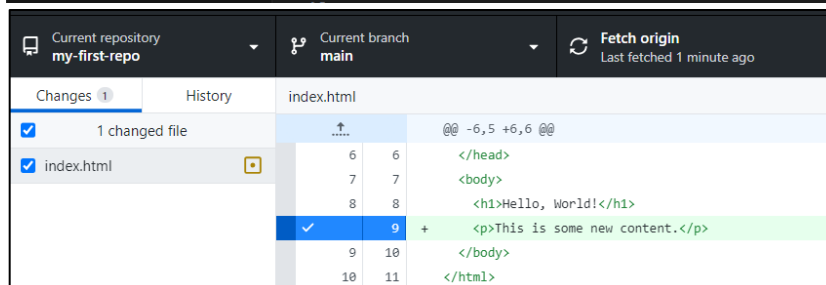 Current repository
my-first-repo
Current branch
main
Fetch origin
Last fetched 1 minute ago
Changes 1
History
index.html
1 changed file
index.html
@@ -6,5 +6,6 @@
6 6 </head>
7 7 <body>
8 8 <h1>Hello, World!</h1>
9 + <p>This is some new content.</p>
9 10 </body>
10 11 </html>